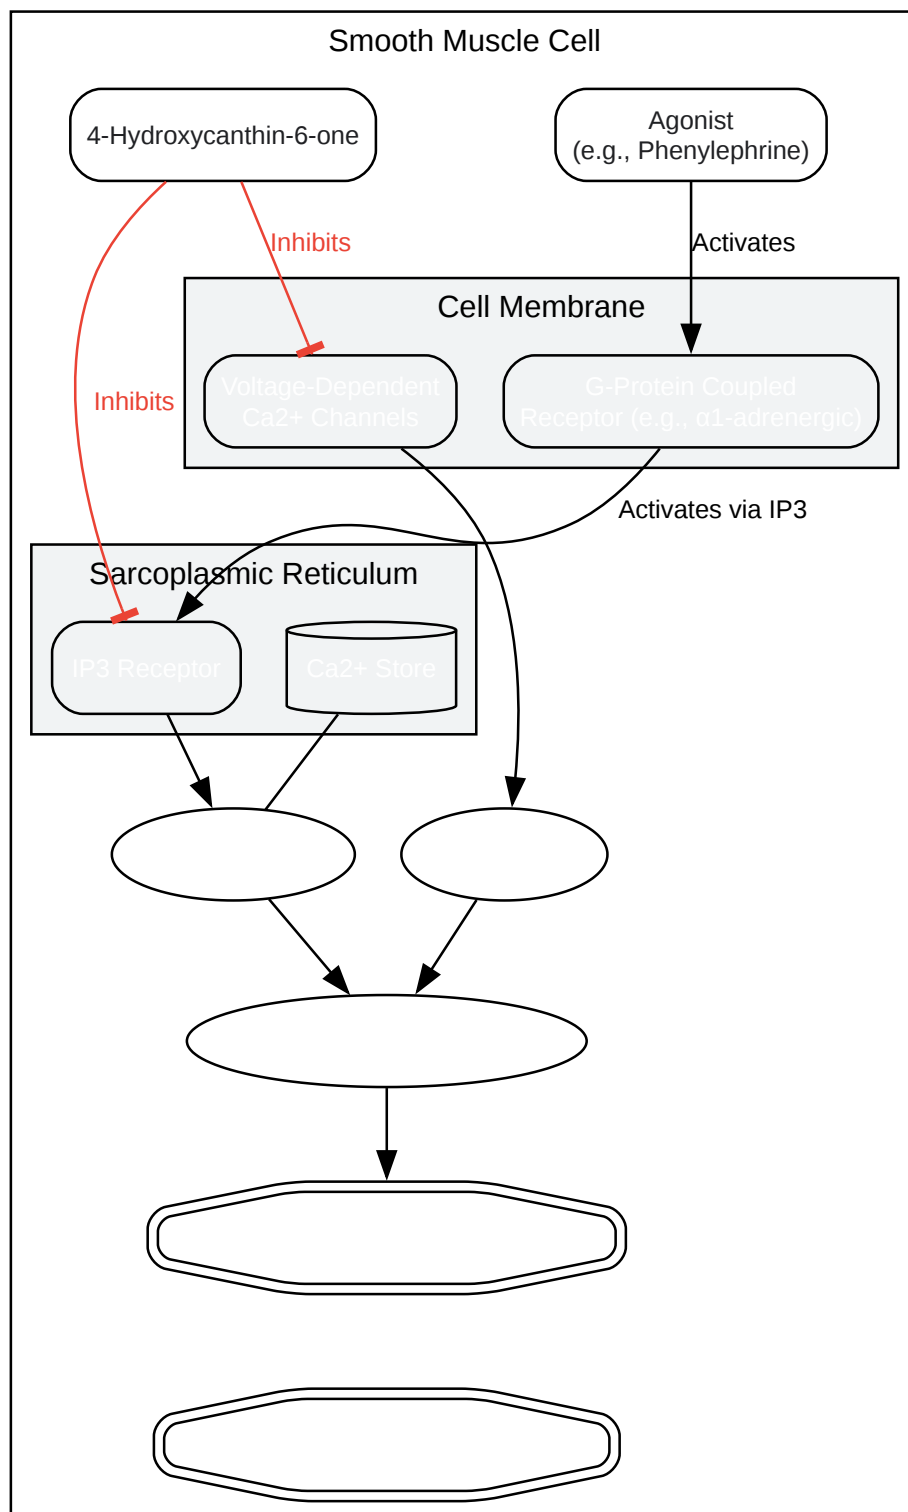 Smooth Muscle Cell
4-Hydroxycanthin-6-one
Agonist
(e.g., Phenylephrine)
Inhibits
Activates
Cell Membrane
Voltage-Dependent
Ca2+ Channels
G-Protein Coupled
Receptor (e.g., α1-adrenergic)
Inhibits
Activates via IP3
Sarcoplasmic Reticulum
IP3 Receptor
Ca2+ Store